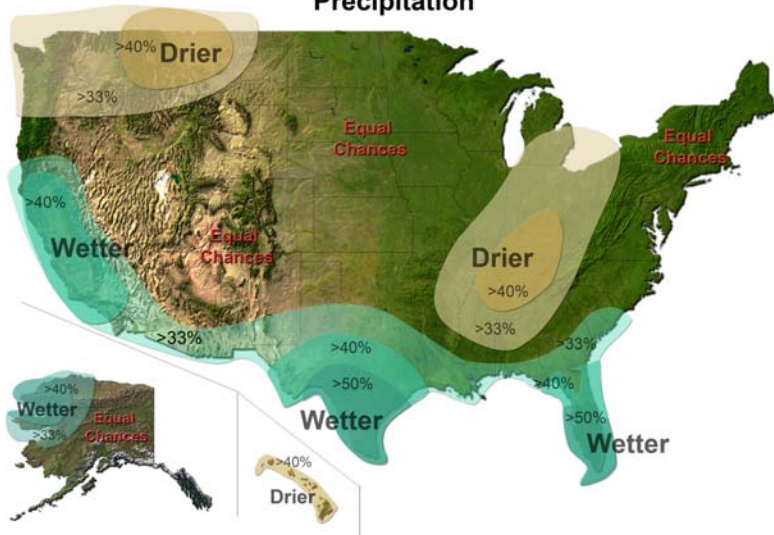 Precipitation
>40%
Drier
>33%
Equal
Chances
Equal
Chances
>40%
Wetter
Equal
Chances
Drier
>40%
>33%
>33%
>40%
>50%
Wetter
>33%
>40%
>50%
Wetter
>40%
Wetter
>33%
Equal
Chances
>40%
Drier